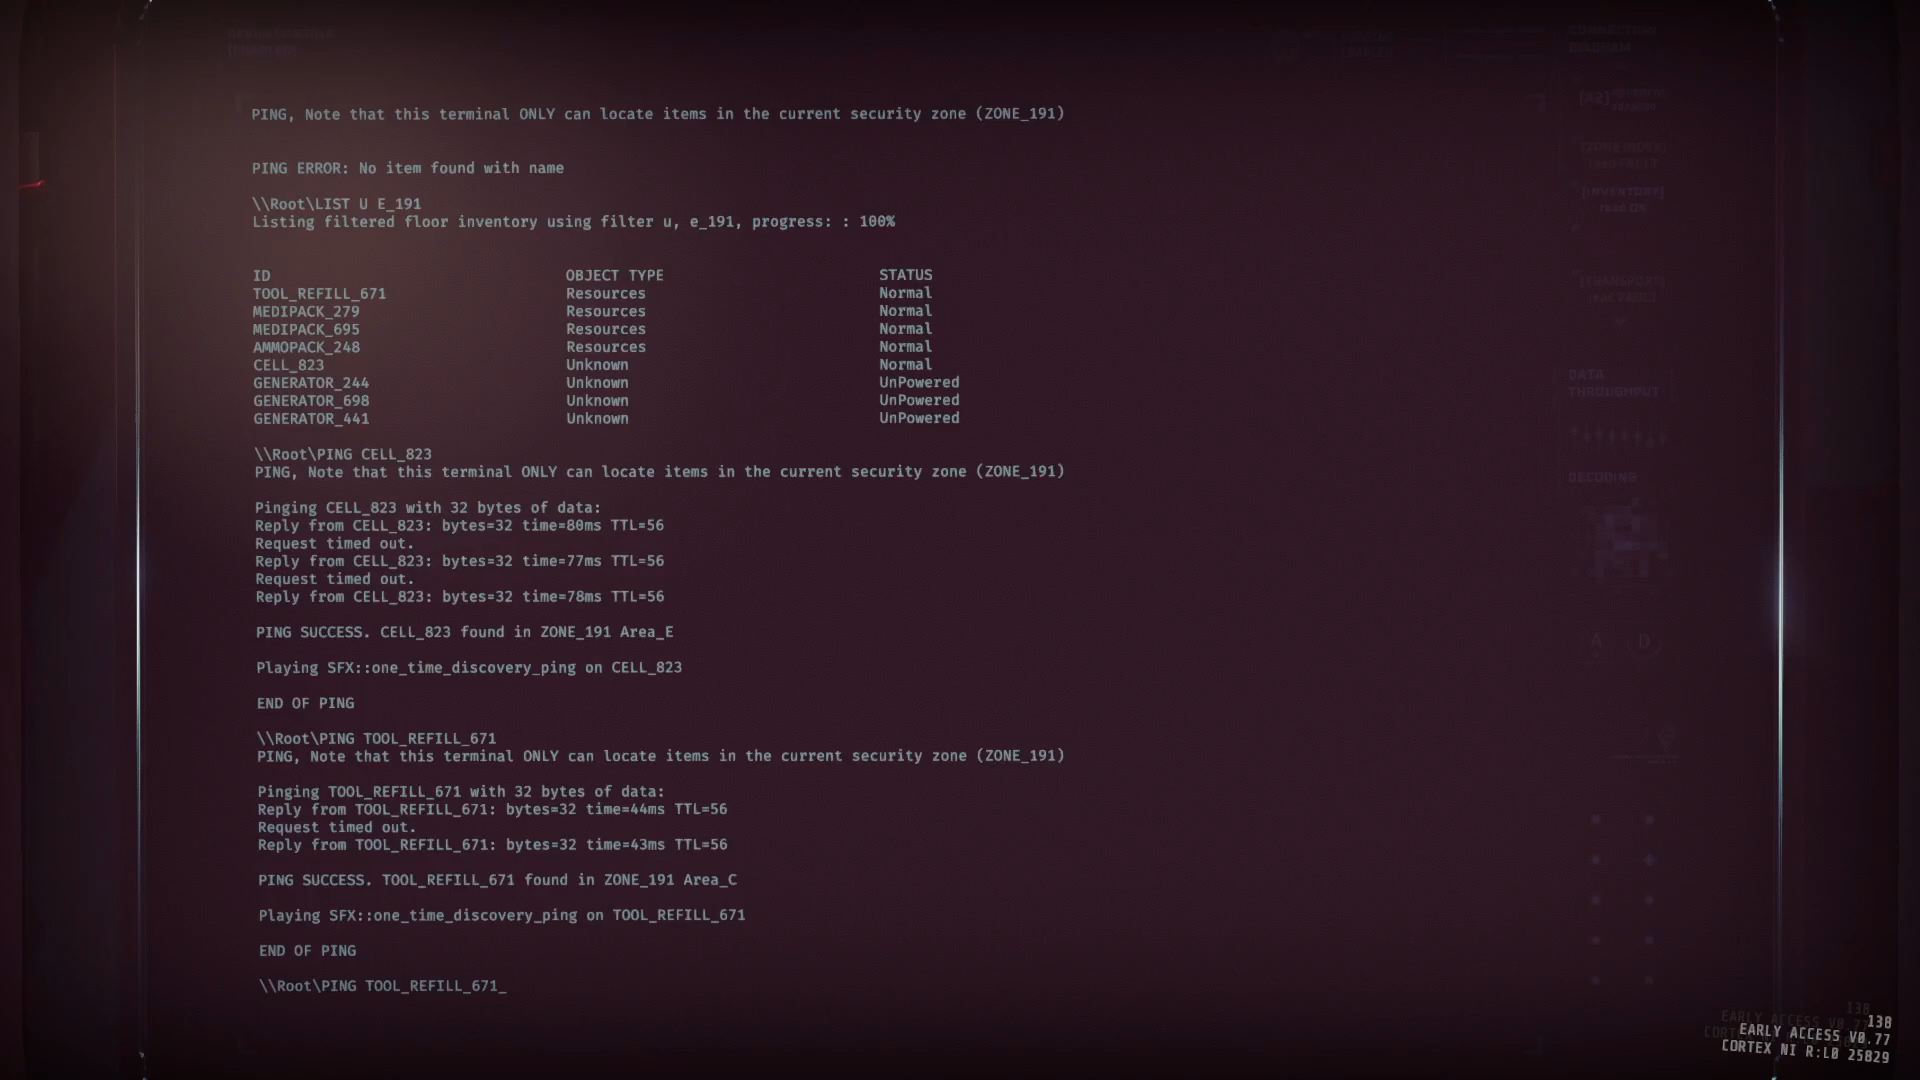 PING, Note that this terminal ONLY can locate items in the current security zone (ZONE_191)
PING ERROR: No item found with name
\\Root\LIST U E_191
Listing filtered floor inventory using filter u, e_191, progress: : 100%
ID OBJECT TYPE STATUS
TOOL_REFILL_671 Resources Normal
MEDIPACK_279 Resources Normal
MEDIPACK_695 Resources Normal
AMMOPACK_248 Resources Normal
CELL_823 Unknown Normal
GENERATOR_244 Unknown UnPowered
GENERATOR_698 Unknown UnPowered
GENERATOR_441 Unknown UnPowered
\\Root\PING CELL_823
PING, Note that this terminal ONLY can locate items in the current security zone (ZONE_191)
Pinging CELL_823 with 32 bytes of data:
Reply from CELL_823: bytes=32 time=80ms TTL=56
Request timed out.
Reply from CELL_823: bytes=32 time=77ms TTL=56
Request timed out.
Reply from CELL_823: bytes=32 time=78ms TTL=56
PING SUCCESS. CELL_823 found in ZONE_191 Area_E
Playing SFX::one_time_discovery_ping on CELL_823
END OF PING
\\Root\PING TOOL_REFILL_671
PING, Note that this terminal ONLY can locate items in the current security zone (ZONE_191)
Pinging TOOL_REFILL_671 with 32 bytes of data:
Reply from TOOL_REFILL_671: bytes=32 time=44ms TTL=56
Request timed out.
Reply from TOOL_REFILL_671: bytes=32 time=43ms TTL=56
PING SUCCESS. TOOL_REFILL_671 found in ZONE_191 Area_C
Playing SFX::one_time_discovery_ping on TOOL_REFILL_671
END OF PING
\\Root\PING TOOL_REFILL_671_
CONNECTION
DIAGRAM
[INVENTORY]
read OK
DATA
THROUGHPUT
DECODING
A D
138
EARLY ACCESS V0.77
CORTEX NI R:L0 25829